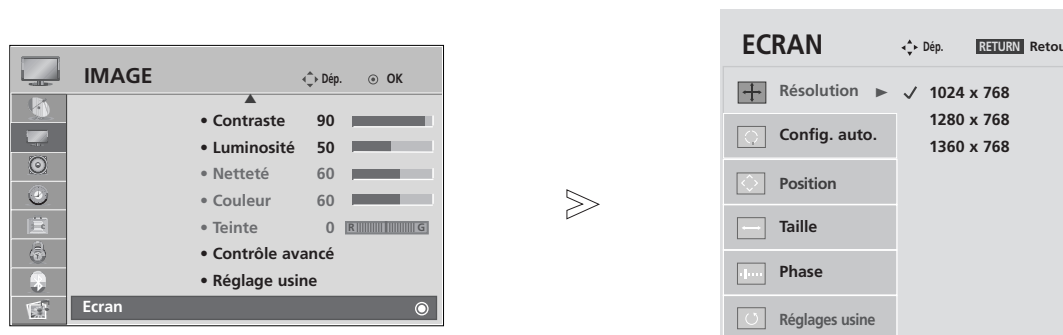 IMAGE
Dép.
OK
• Contraste 90
• Luminosité 50
• Netteté 60
• Couleur 60
• Teinte 0 R G
• Contrôle avancé
• Réglage usine
Ecran
ECRAN
Dép.
RETURN Retou
Résolution ► ✓ 1024 x 768
1280 x 768
1360 x 768
Config. auto.
Position
Taille
Phase
Réglages usine